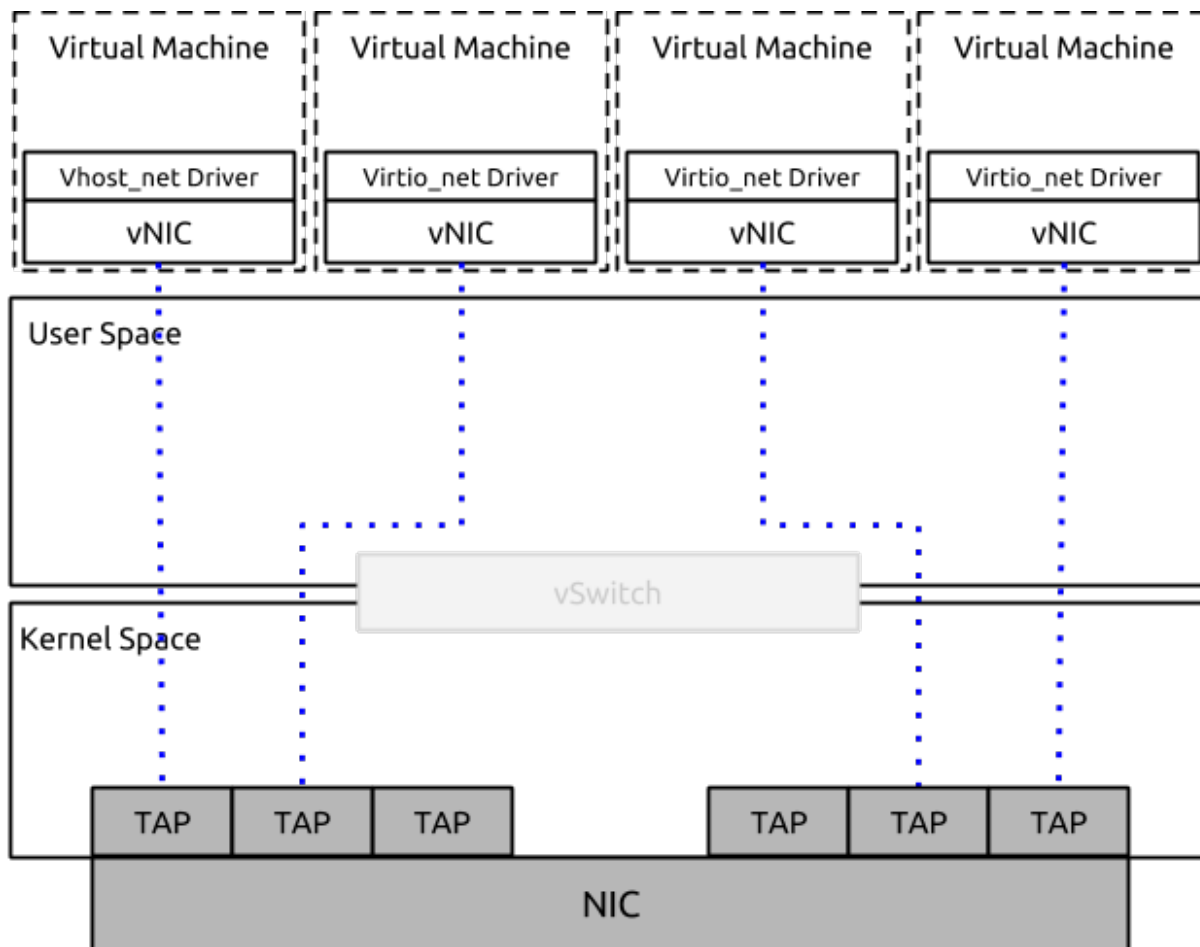 Virtual Machine
Virtual Machine
Virtual Machine
Virtual Machine
Vhost_net Driver
Virtio_net Driver
Virtio_net Driver
Virtio_net Driver
vNIC
vNIC
vNIC
vNIC
User Space
vSwitch
Kernel Space
TAP
TAP
TAP
TAP
TAP
TAP
NIC